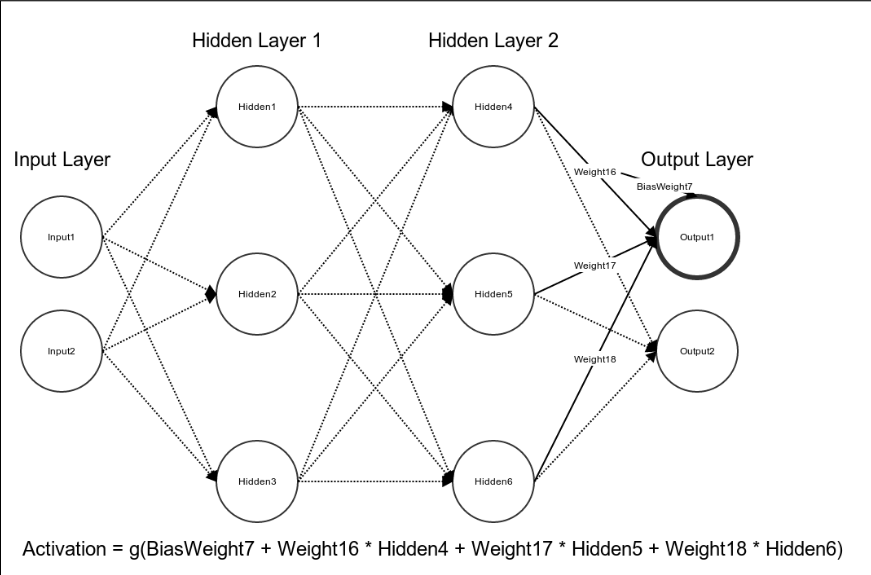 Hidden Layer 1
Hidden Layer 2
Input Layer
Output Layer
Hidden1
Hidden4
Weight16
BiasWeight7
Input1
Output1
Weight17
Hidden2
Hidden5
Input2
Output2
Weight18
Hidden3
Hidden6
Activation = g(BiasWeight7 + Weight16 * Hidden4 + Weight17 * Hidden5 + Weight18 * Hidden6)